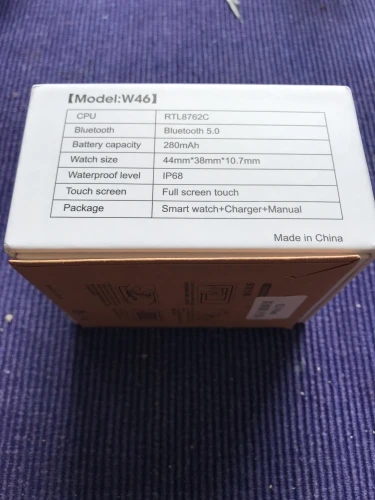 【Model:W46】
CPU RTL8762C
Bluetooth Bluetooth 5.0
Battery capacity 280mAh
Watch size 44mm*38mm*10.7mm
Waterproof level IP68
Touch screen Full screen touch
Package Smart watch+Charger+Manual
Made in China